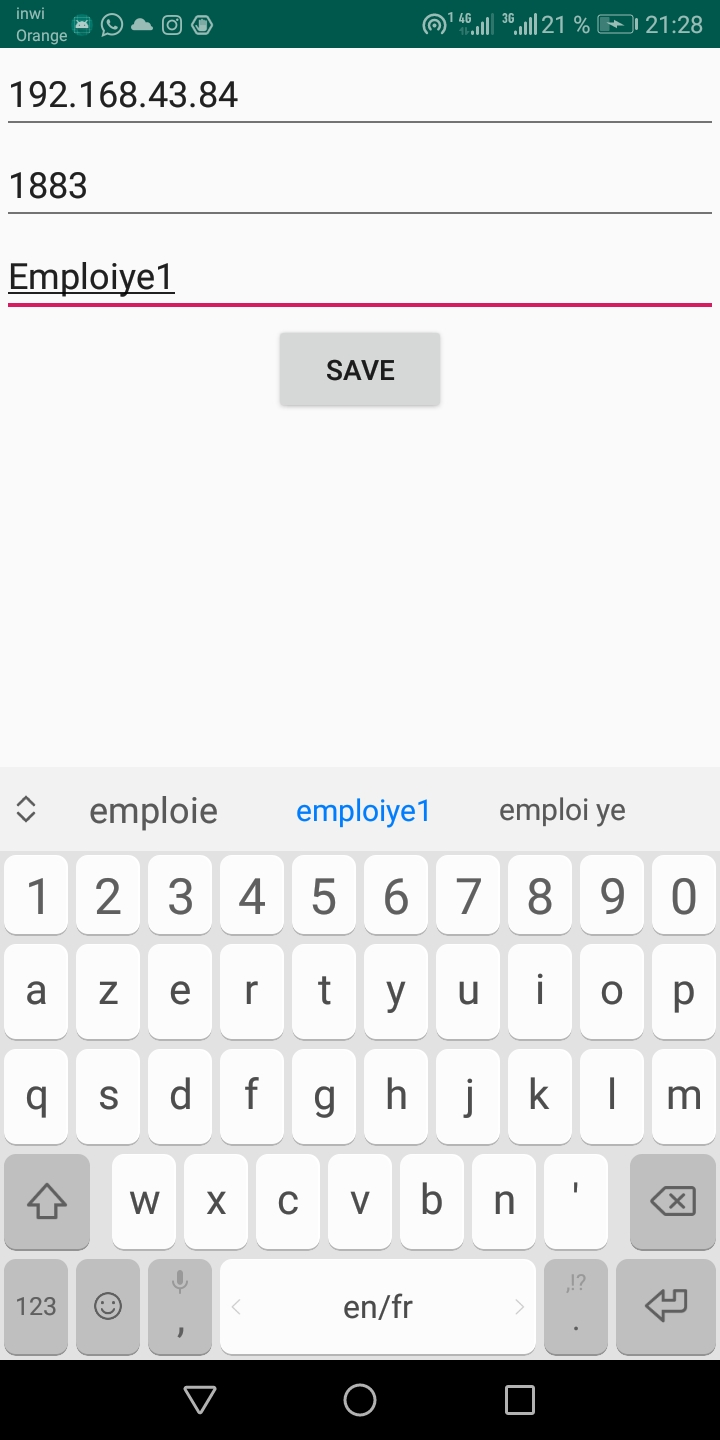 inwi
Orange
1 4G 3G 21 % 21:28
192.168.43.84
1883
Emploiye1
SAVE
emploie emploiye1 emploi ye
1 2 3 4 5 6 7 8 9 0
a z e r t y u i o p
q s d f g h j k l m
w x c v b n '
123 , en/fr ,!? .